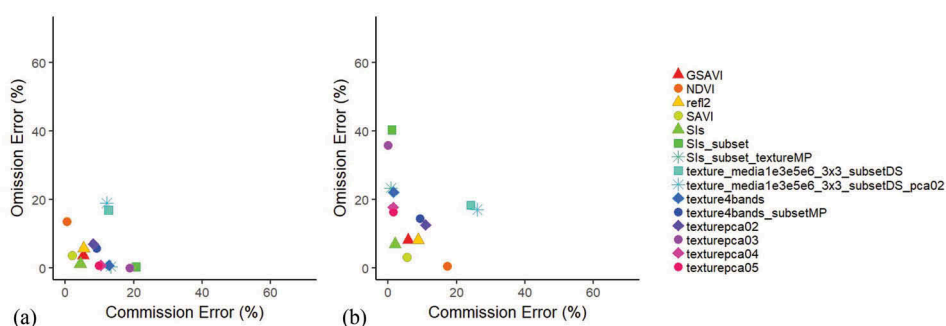 Omission Error (%)
60
40
20
0
0 20 40 60
Commission Error (%)
(a)
Omission Error (%)
60
40
20
0
0 20 40 60
Commission Error (%)
(b)
GSAVI
NDVI
refl2
SAVI
SIs
SIs_subset
SIs_subset_textureMP
texture_media1e3e5e6_3x3_subsetDS
texture_media1e3e5e6_3x3_subsetDS_pca02
texture4bands
texture4bands_subsetMP
texturepca02
texturepca03
texturepca04
texturepca05